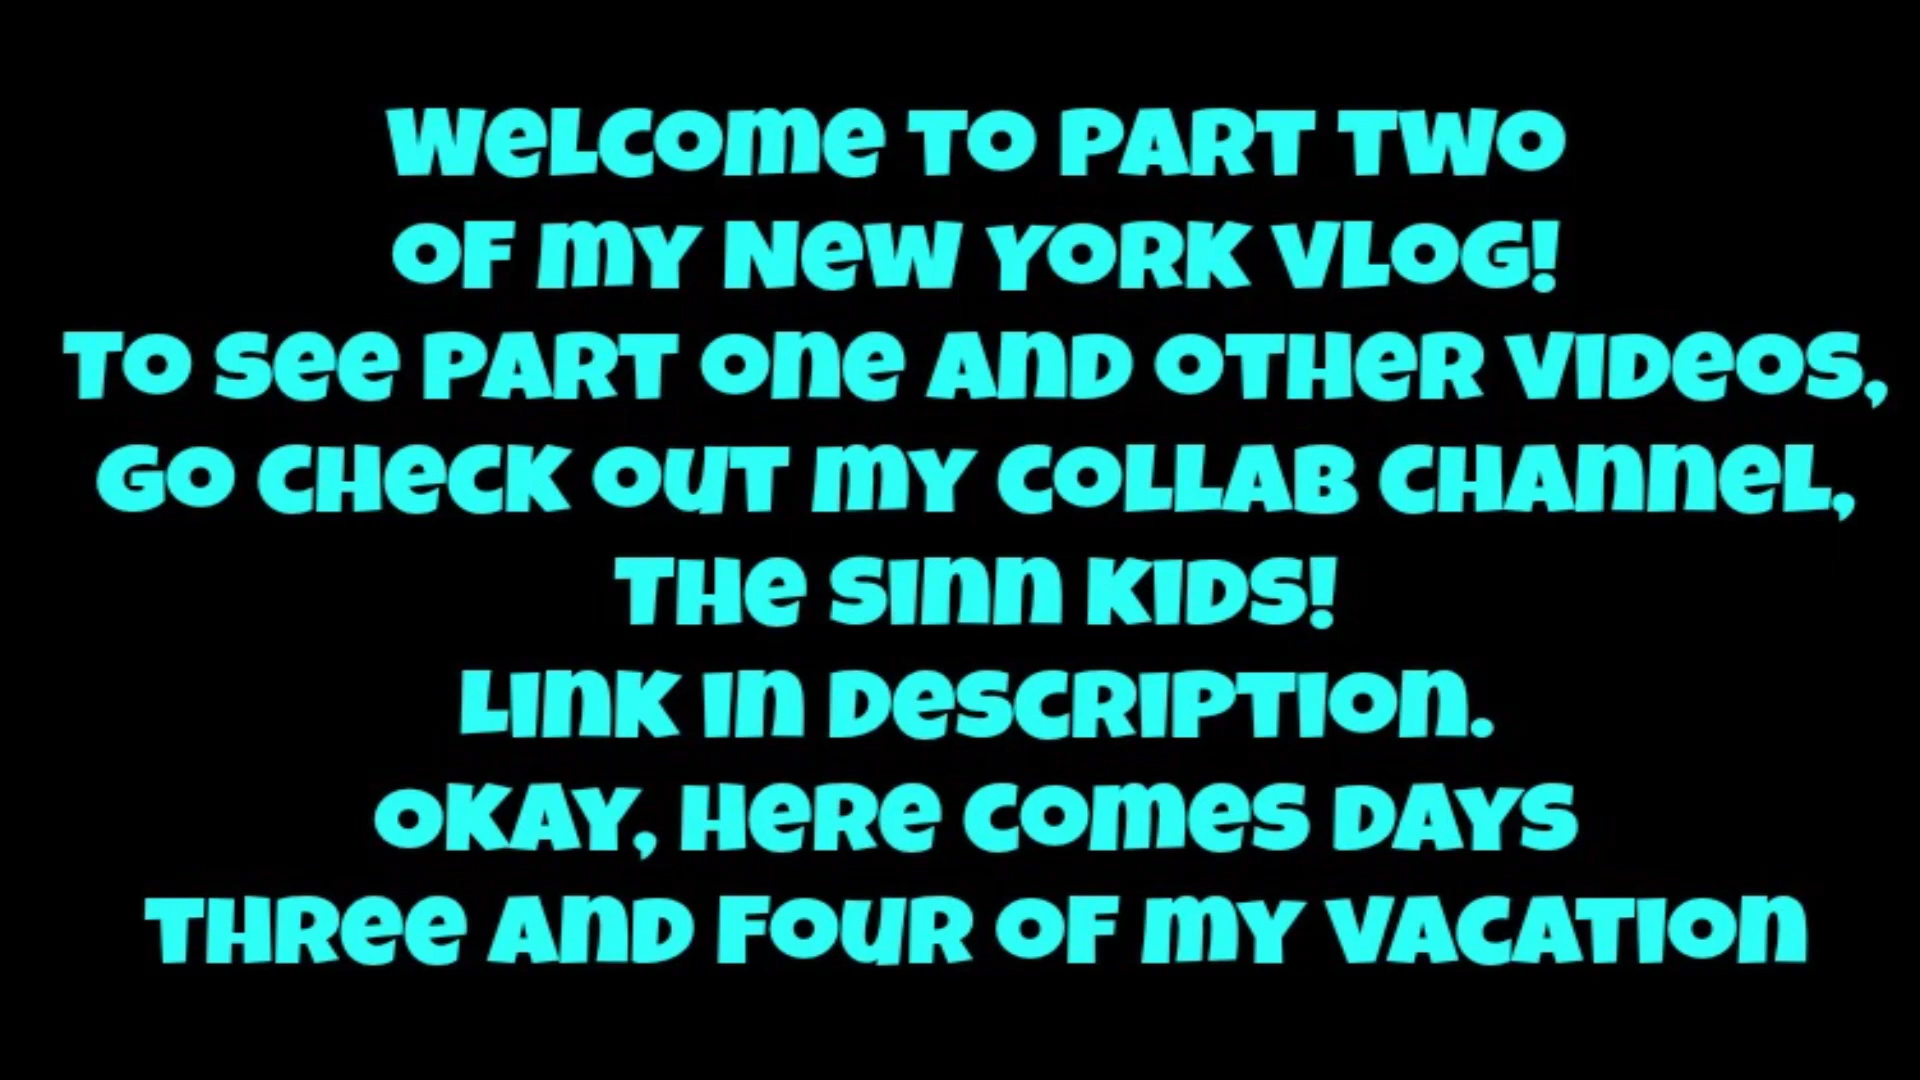 Welcome to part two
of my New York vlog!
To see part one and other videos,
go check out my collab channel,
The Sinn Kids!
Link in description.
Okay, here comes days
three and four of my vacation